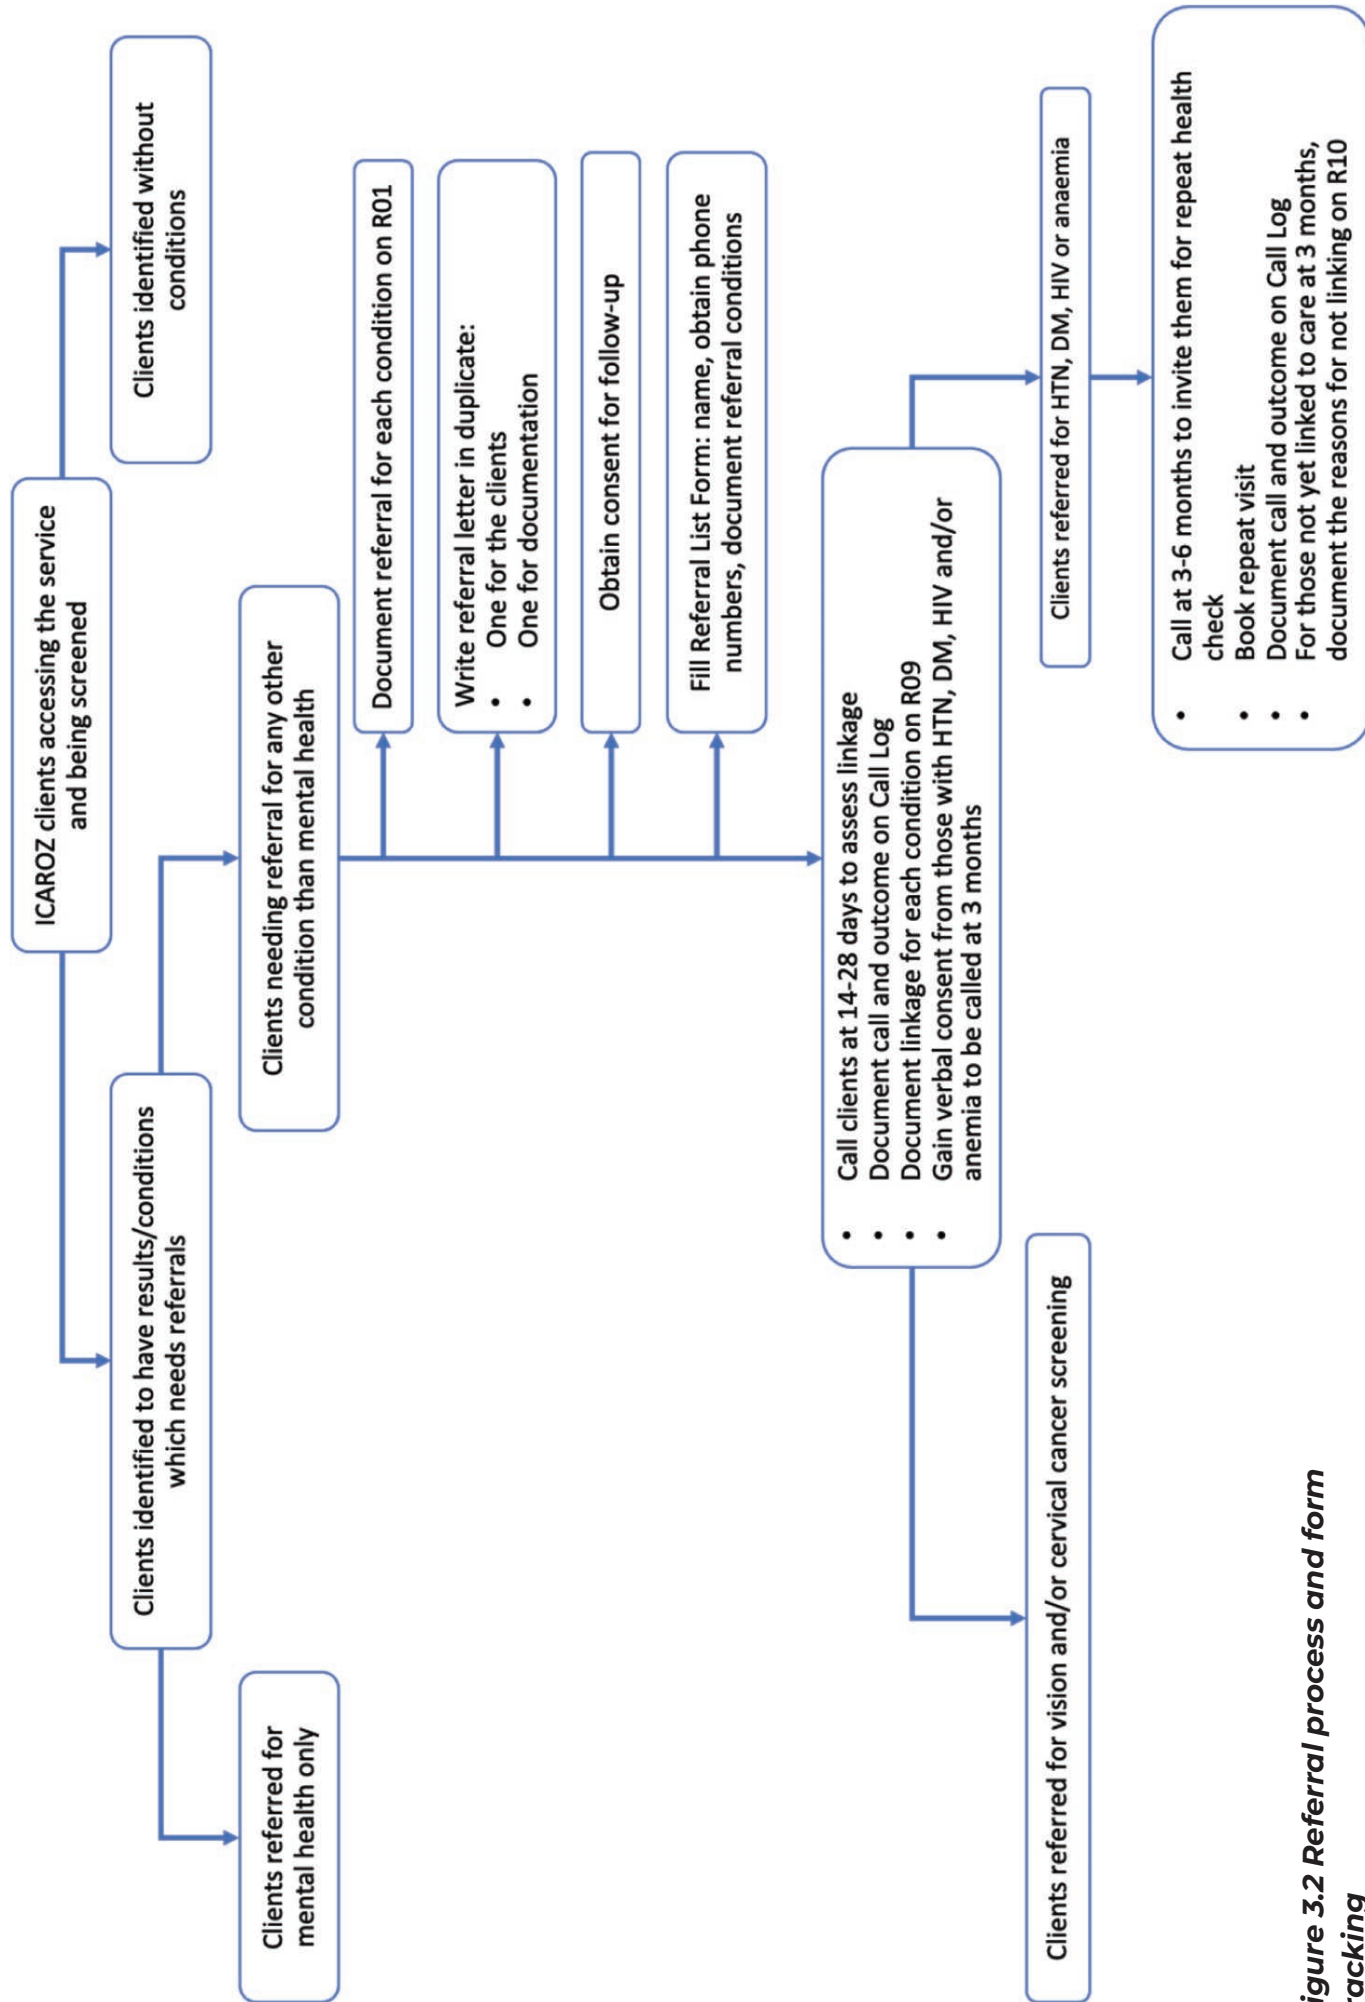 ICAROZ clients accessing the service
and being screened
Clients identified to have results/conditions
which needs referrals
Clients identified without
conditions
Clients referred for
mental health only
Clients needing referral for any other
condition than mental health
Document referral for each condition on R01
Write referral letter in duplicate:
• One for the clients
• One for documentation
Obtain consent for follow-up
Fill Referral List Form: name, obtain phone
numbers, document referral conditions
• Call clients at 14-28 days to assess linkage
• Document call and outcome on Call Log
• Document linkage for each condition on R09
• Gain verbal consent from those with HTN, DM, HIV and/or
anemia to be called at 3 months
Clients referred for vision and/or cervical cancer screening
Clients referred for HTN, DM, HIV or anaemia
• Call at 3-6 months to invite them for repeat health
check
• Book repeat visit
• Document call and outcome on Call Log
• For those not yet linked to care at 3 months,
document the reasons for not linking on R10
igure 3.2 Referral process and form
racking